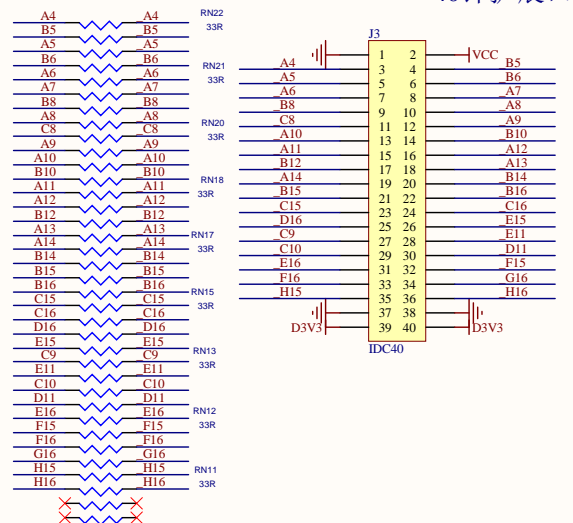 A4 _A4 RN22
B5 _B5 33R
A5 _A5
B6 _B6 RN21
A6 _A6 33R
A7 _A7
B8 _B8
A8 _A8 RN20
C8 _C8 33R
A9 _A9
A10 _A10
B10 _B10 RN18
A11 _A11 33R
A12 _A12
B12 _B12
A13 _A13 RN17
A14 _A14 33R
B14 _B14
B15 _B15
B16 _B16 RN15
C15 _C15 33R
C16 _C16
D16 _D16
E15 _E15 RN13
C9 _C9 33R
E11 _E11
C10 _C10
D11 _D11 RN12
E16 _E16
F15 _F15 33R
F16 _F16
G16 _G16
H15 _H15 RN11
H16 _H16 33R
J3
1 2 VCC
_A4 3 4 _B5
_A5 5 6 _B6
_A6 7 8 _A7
_B8 9 10 _A8
_C8 11 12 _A9
_A10 13 14 _B10
_A11 15 16 _A12
_B12 17 18 _A13
_A14 19 20 _B14
_B15 21 22 _B16
_C15 23 24 _C16
_D16 25 26 _E15
_C9 27 28 _E11
_C10 29 30 _D11
_E16 31 32 _F15
_F16 33 34 _G16
_H15 35 36 _H16
37 38
D3V3 39 40 D3V3
IDC40